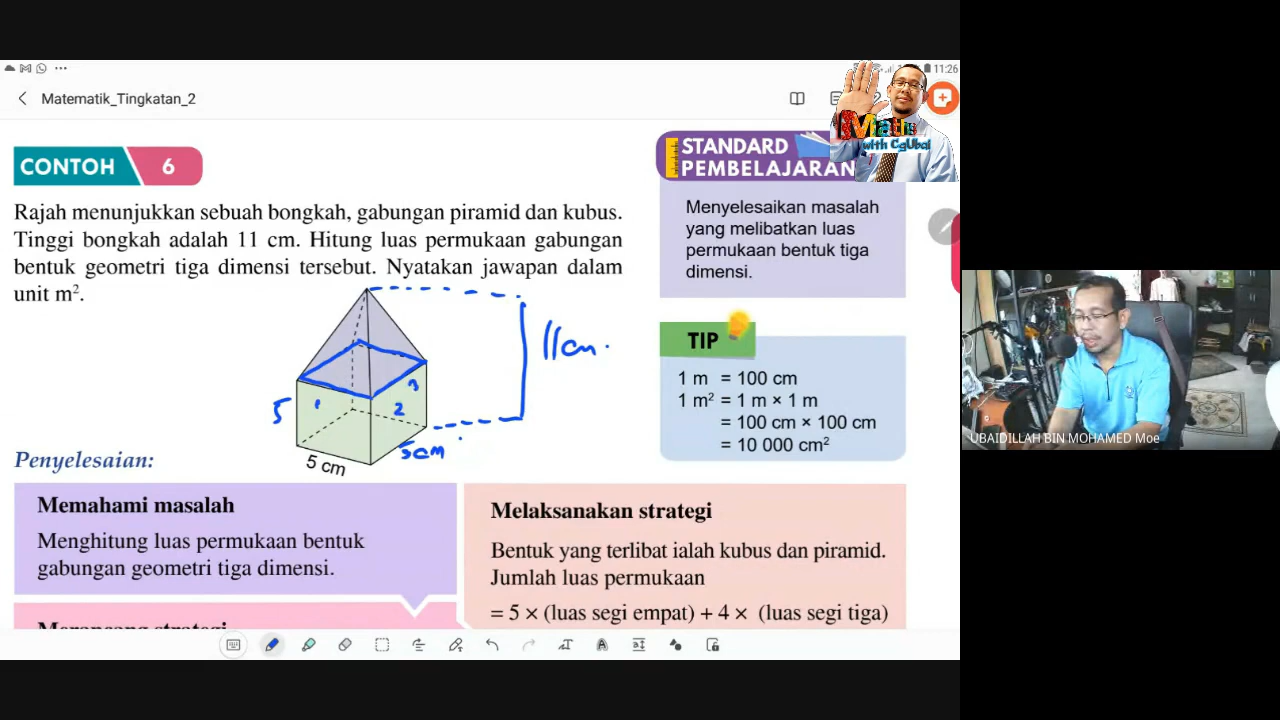 11:26
Matematik_Tingkatan_2
Maths
with CgUbai
CONTOH 6
Rajah menunjukkan sebuah bongkah, gabungan piramid dan kubus.
Tinggi bongkah adalah 11 cm. Hitung luas permukaan gabungan
bentuk geometri tiga dimensi tersebut. Nyatakan jawapan dalam
unit m².
11cm.
5
1
2
3
5cm
5 cm
STANDARD
PEMBELAJARAN
Menyelesaikan masalah
yang melibatkan luas
permukaan bentuk tiga
dimensi.
TIP
1 m = 100 cm
1 m² = 1 m × 1 m
= 100 cm × 100 cm
= 10 000 cm²
Penyelesaian:
Memahami masalah
Menghitung luas permukaan bentuk
gabungan geometri tiga dimensi.
Merancang strategi
Melaksanakan strategi
Bentuk yang terlibat ialah kubus dan piramid.
Jumlah luas permukaan
= 5 × (luas segi empat) + 4 × (luas segi tiga)
UBAIDILLAH BIN MOHAMED Moe